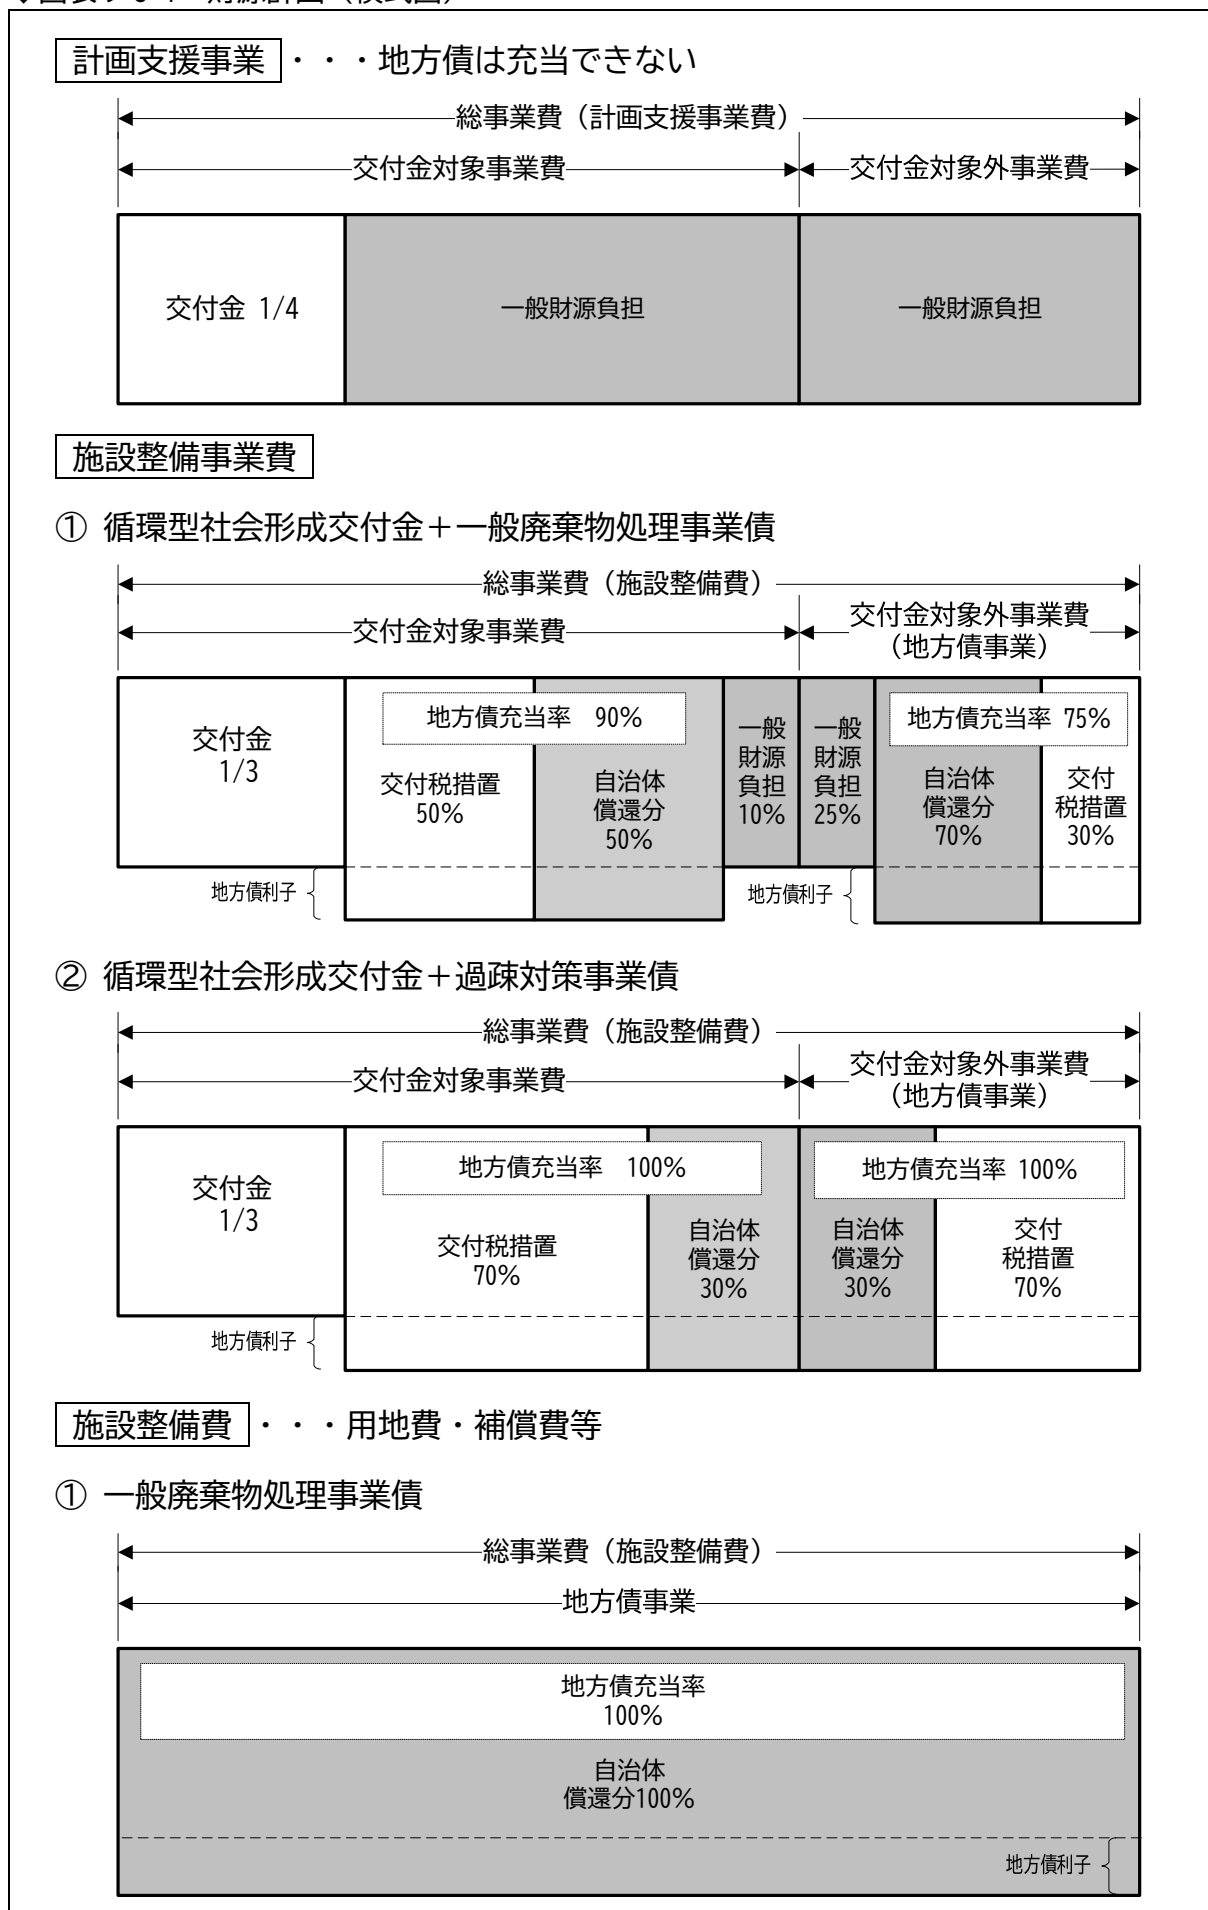 計画支援事業・・・地方債は充当できない
総事業費（計画支援事業費）
交付金対象事業費
交付金対象外事業費
交付金 1/4
一般財源負担
一般財源負担
施設整備事業費
① 循環型社会形成交付金＋一般廃棄物処理事業債
総事業費（施設整備費）
交付金対象事業費
交付金対象外事業費
（地方債事業）
交付金
1/3
地方債充当率 90%
交付税措置
50%
自治体
償還分
50%
一般
財源
負担
10%
一般
財源
負担
25%
地方債充当率 75%
自治体
償還分
70%
交付
税措置
30%
地方債利子
地方債利子
② 循環型社会形成交付金＋過疎対策事業債
総事業費（施設整備費）
交付金対象事業費
交付金対象外事業費
（地方債事業）
交付金
1/3
地方債充当率 100%
交付税措置
70%
自治体
償還分
30%
地方債充当率 100%
自治体
償還分
30%
交付
税措置
70%
地方債利子
施設整備費・・・用地費・補償費等
① 一般廃棄物処理事業債
総事業費（施設整備費）
地方債事業
地方債充当率
100%
自治体
償還分100%
地方債利子